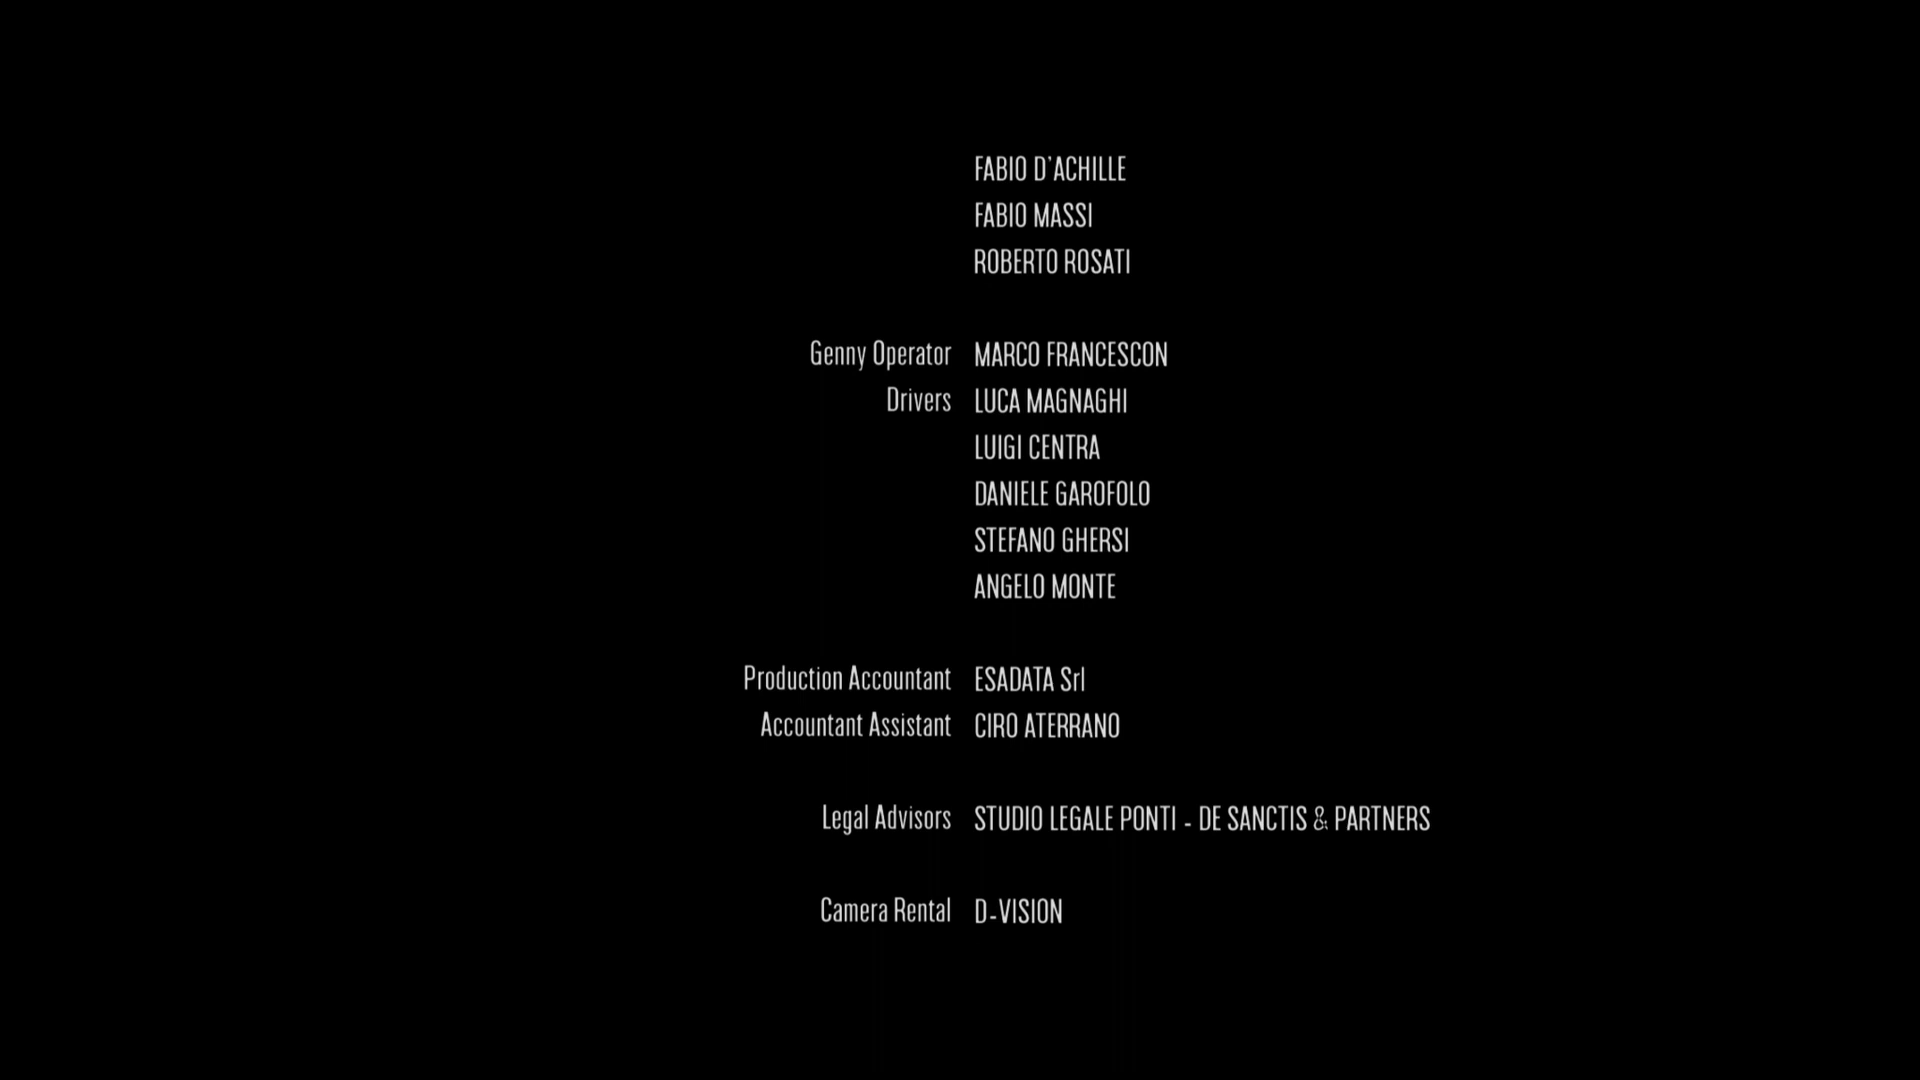 FABIO D'ACHILLE
FABIO MASSI
ROBERTO ROSATI
Genny Operator MARCO FRANCESCON
Drivers LUCA MAGNAGHI
LUIGI CENTRA
DANIELE GAROFOLO
STEFANO GHERSI
ANGELO MONTE
Production Accountant ESADATA Srl
Accountant Assistant CIRO ATERRANO
Legal Advisors STUDIO LEGALE PONTI - DE SANCTIS & PARTNERS
Camera Rental D-VISION